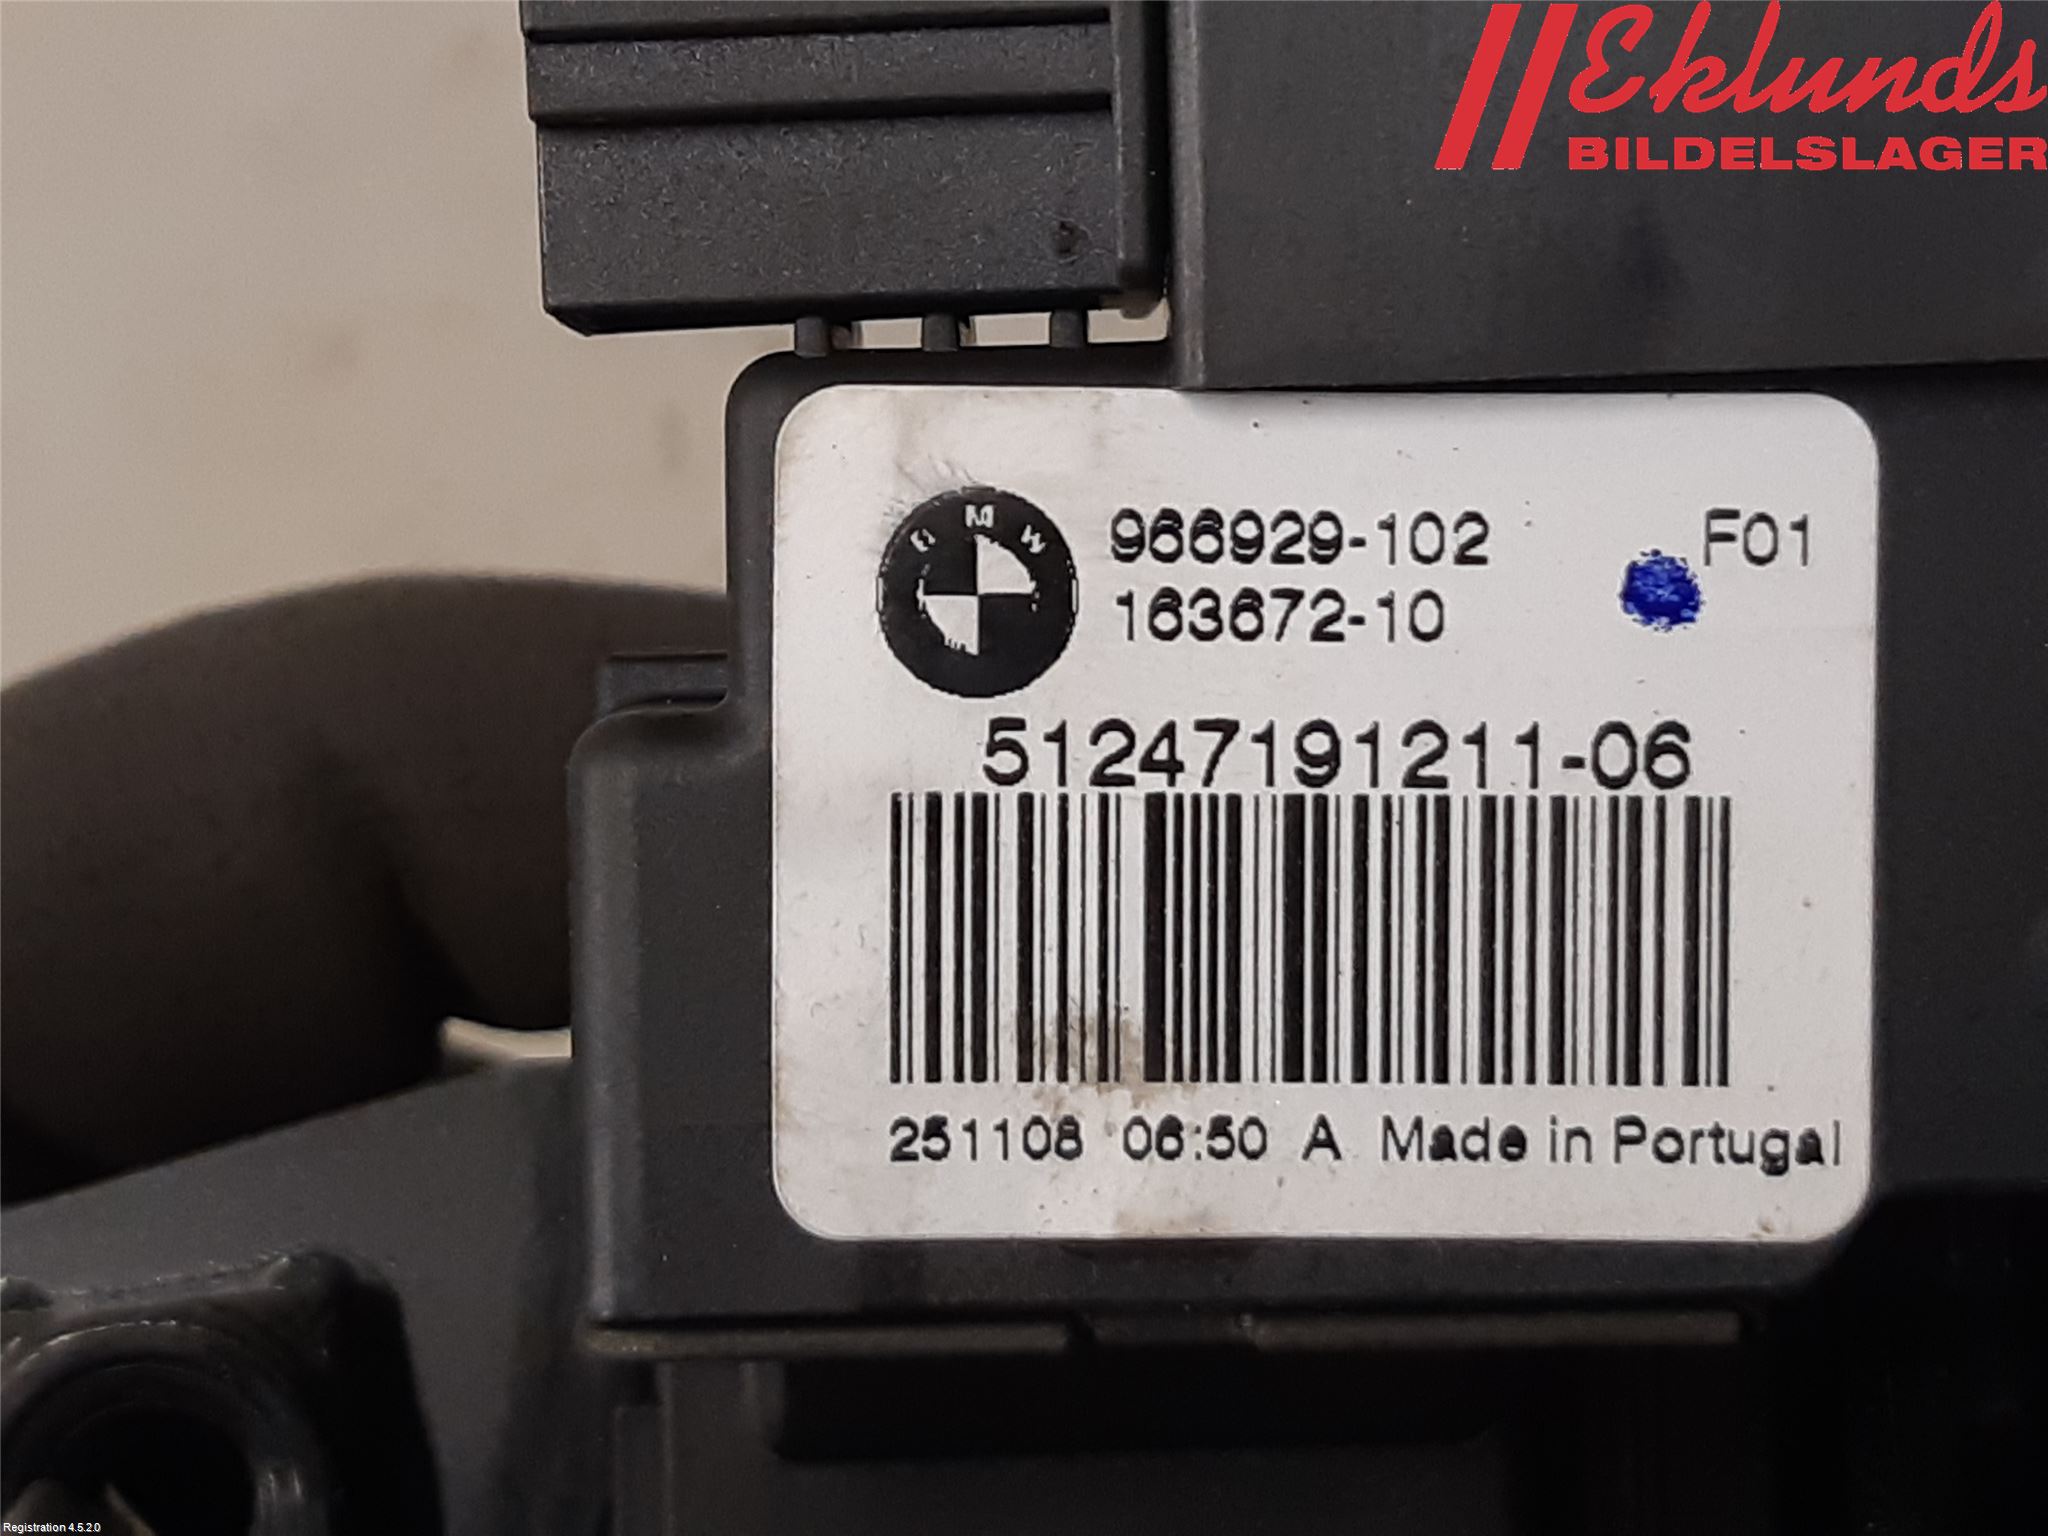 Eklunds
BILDELSLAGER
BMW
966929-102 F01
163672-10
51247191211-06
251108 06:50 A Made in Portugal
Registration 4.5.2.0